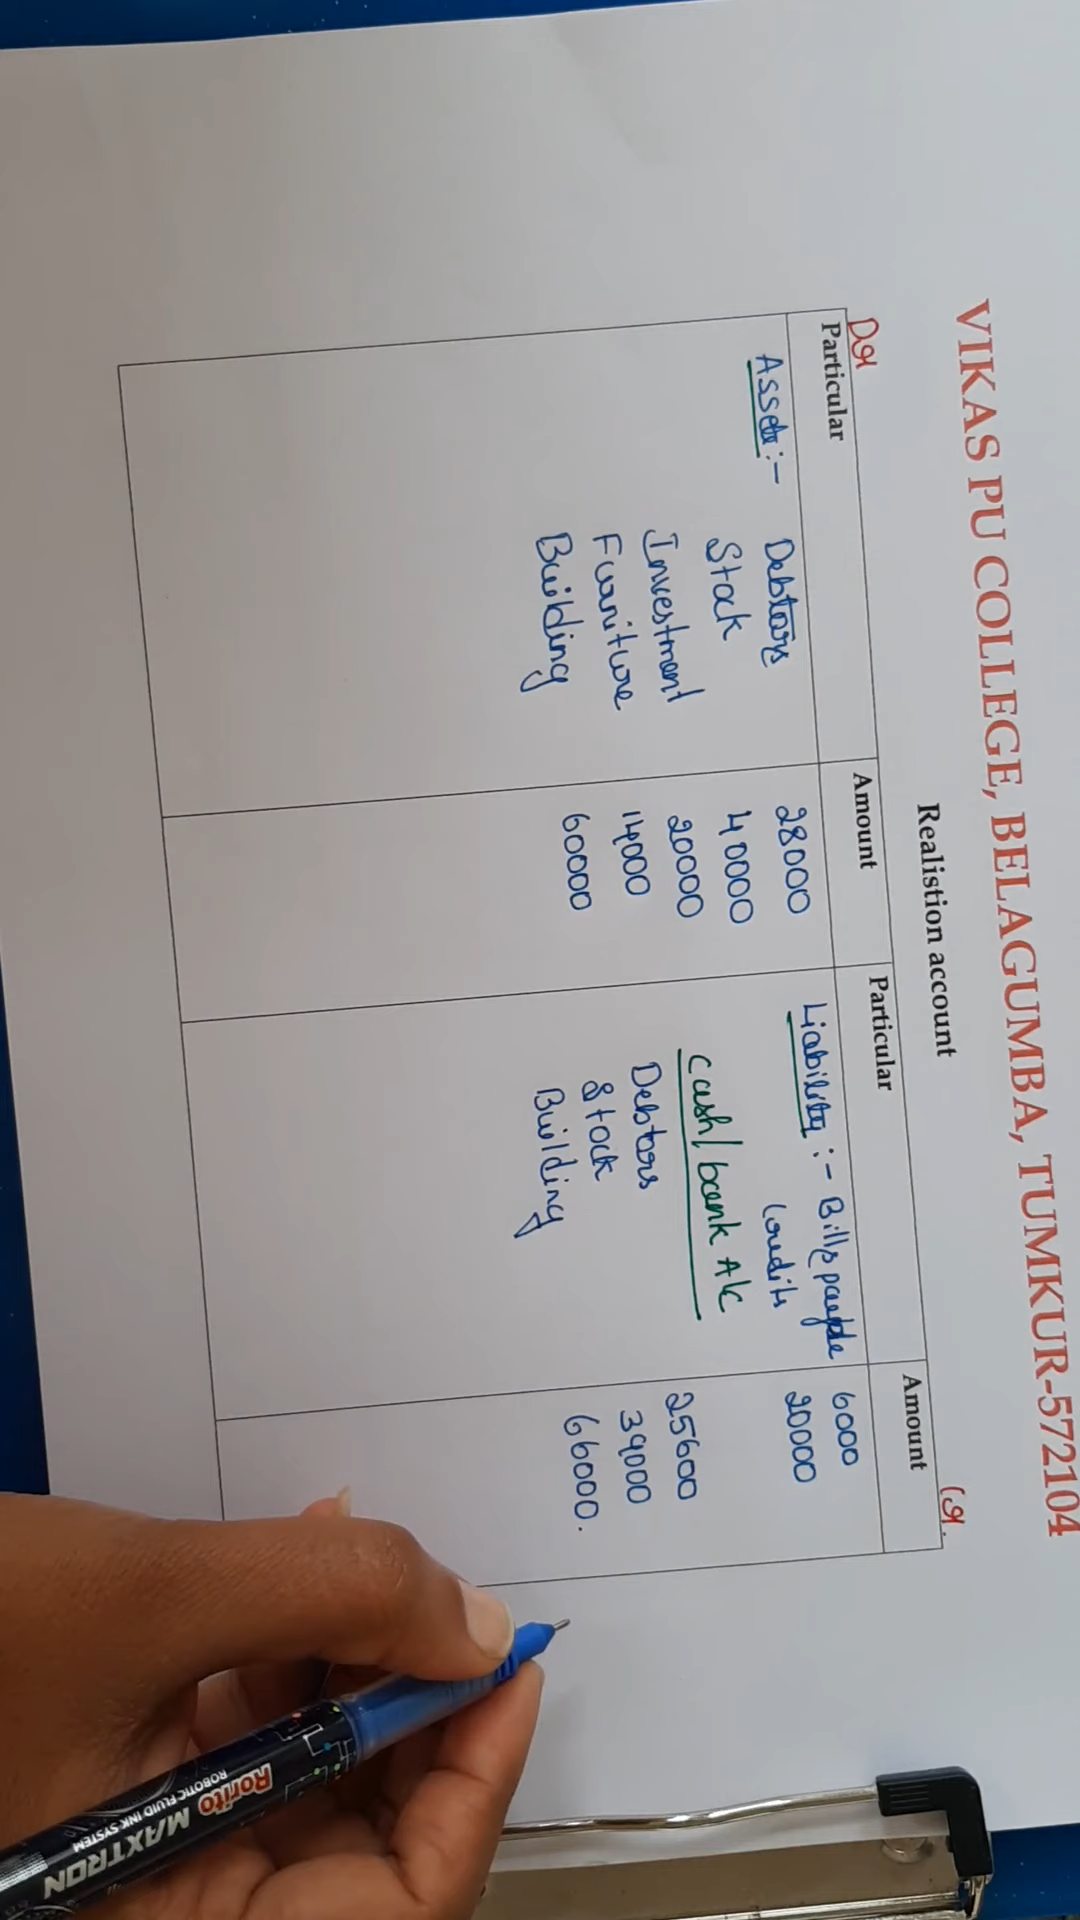 VIKAS PU COLLEGE, BELAGUMBA, TUMKUR-572104
Realistion account
Dr
Cr.
Particular Amount Particular Amount
Assets :- Debtors 28000 Liability :- Bills payable 6000
Stock 40000 20000
Investment 20000 Cash/bank A/c
Furniture 14000 Debtors 25600
Building 60000 Stock 39000
Building 66000.
Rorito MAXTRON
ROBOTIC FLUID INK SYSTEM